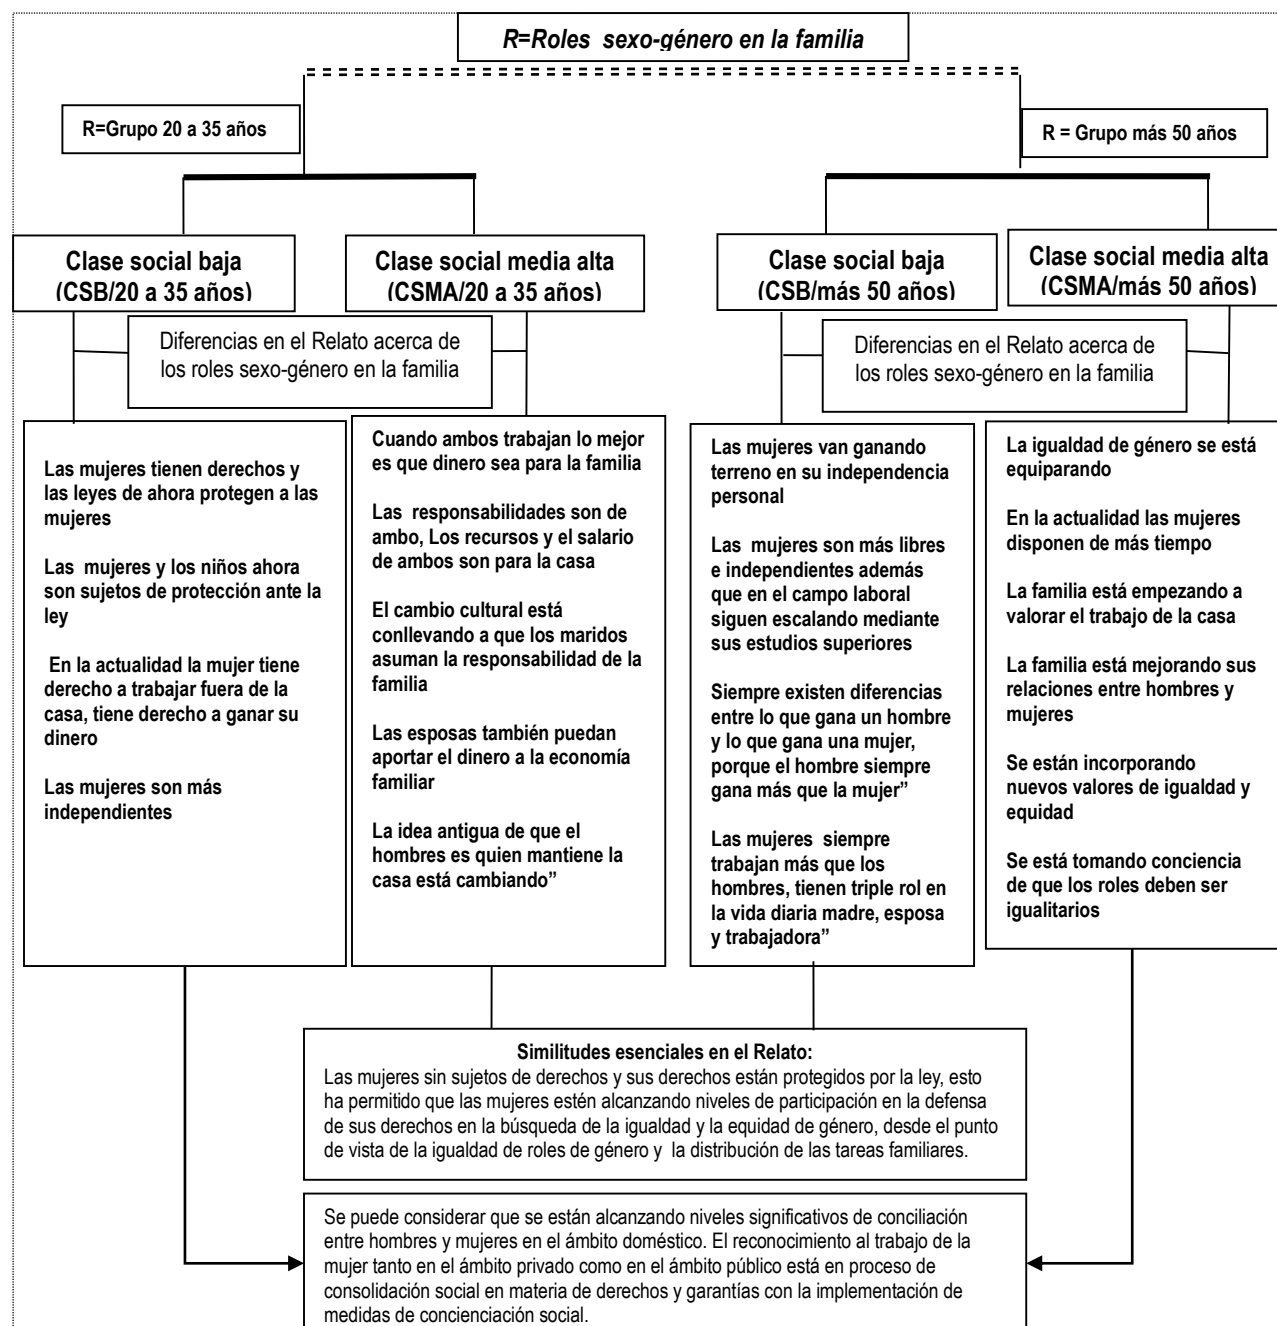 R=Roles sexo-género en la familia
R=Grupo 20 a 35 años
R = Grupo más 50 años
Clase social baja
(CSB/20 a 35 años)
Clase social media alta
(CSMA/20 a 35 años)
Clase social baja
(CSB/más 50 años)
Clase social media alta
(CSMA/más 50 años)
Diferencias en el Relato acerca de
los roles sexo-género en la familia
Diferencias en el Relato acerca de
los roles sexo-género en la familia
Las mujeres tienen derechos y
las leyes de ahora protegen a las
mujeres
Las mujeres y los niños ahora
son sujetos de protección ante la
ley
En la actualidad la mujer tiene
derecho a trabajar fuera de la
casa, tiene derecho a ganar su
dinero
Las mujeres son más
independientes
Cuando ambos trabajan lo mejor
es que dinero sea para la familia
Las responsabilidades son de
ambo, Los recursos y el salario
de ambos son para la casa
El cambio cultural está
conllevando a que los maridos
asuman la responsabilidad de la
familia
Las esposas también puedan
aportar el dinero a la economía
familiar
La idea antigua de que el
hombres es quien mantiene la
casa está cambiando”
Las mujeres van ganando
terreno en su independencia
personal
Las mujeres son más libres
e independientes además
que en el campo laboral
siguen escalando mediante
sus estudios superiores
Siempre existen diferencias
entre lo que gana un hombre
y lo que gana una mujer,
porque el hombre siempre
gana más que la mujer”
Las mujeres siempre
trabajan más que los
hombres, tienen triple rol en
la vida diaria madre, esposa
y trabajadora”
La igualdad de género se está
equiparando
En la actualidad las mujeres
disponen de más tiempo
La familia está empezando a
valorar el trabajo de la casa
La familia está mejorando sus
relaciones entre hombres y
mujeres
Se están incorporando
nuevos valores de igualdad y
equidad
Se está tomando conciencia
de que los roles deben ser
igualitarios
Similitudes esenciales en el Relato:
Las mujeres sin sujetos de derechos y sus derechos están protegidos por la ley, esto
ha permitido que las mujeres estén alcanzando niveles de participación en la defensa
de sus derechos en la búsqueda de la igualdad y la equidad de género, desde el punto
de vista de la igualdad de roles de género y la distribución de las tareas familiares.
Se puede considerar que se están alcanzando niveles significativos de conciliación
entre hombres y mujeres en el ámbito doméstico. El reconocimiento al trabajo de la
mujer tanto en el ámbito privado como en el ámbito público está en proceso de
consolidación social en materia de derechos y garantías con la implementación de
medidas de concienciación social.